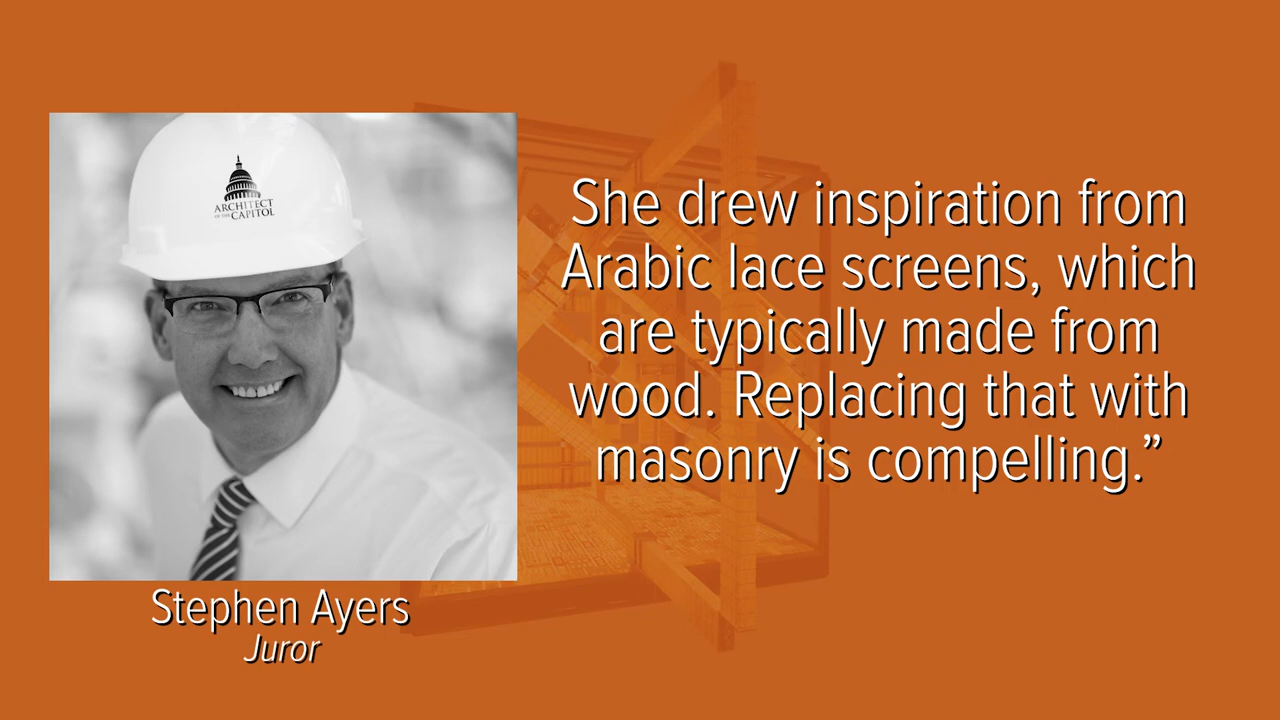 ARCHITECT
OF THE CAPITOL
She drew inspiration from
Arabic lace screens, which
are typically made from
wood. Replacing that with
masonry is compelling.”
Stephen Ayers
Juror